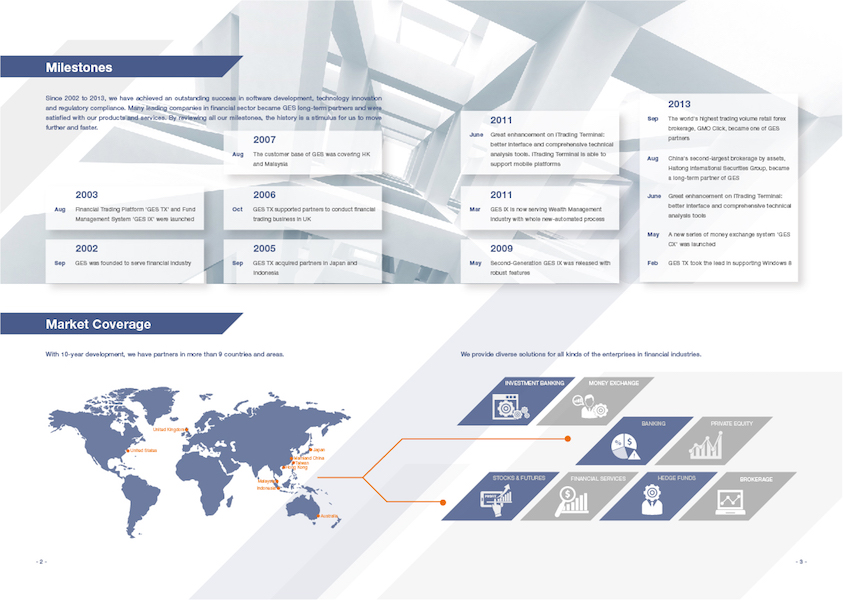 Milestones
Since 2002 to 2013, we have achieved an outstanding success in software development, technology innovation
and regulatory compliance. Many leading companies in financial sector became GES long-term partners and were
satisfied with our products and services. By reviewing all our milestones, the history is a stimulus for us to move
further and faster.
2007
Aug The customer base of GES was covering HK
and Malaysia
2003
Aug Financial Trading Platform 'GES TX' and Fund
Management System 'GES IX' were launched
2006
Oct GES TX supported partners to conduct financial
trading business in UK
2002
Sep GES was founded to serve financial industry
2005
Sep GES TX acquired partners in Japan and
Indonesia
2011
June Great enhancement on iTrading Terminal:
better interface and comprehensive technical
analysis tools. iTrading Terminal is able to
support mobile platforms
2011
Mar GES IX is now serving Wealth Management
industry with whole new-automated process
2009
May Second-Generation GES IX was released with
robust features
2013
Sep The world's highest trading volume retail forex
brokerage, GMO Click, became one of GES
partners
Aug China's second-largest brokerage by assets,
Haitong International Securities Group, became
a long-term partner of GES
June Great enhancement on iTrading Terminal:
better interface and comprehensive technical
analysis tools
May A new series of money exchange system 'GES
CX' was launched
Feb GES TX took the lead in supporting Windows 8
Market Coverage
With 10-year development, we have partners in more than 9 countries and areas.
United Kingdom
United States
Japan
Mainland China
Taiwan
Hong Kong
Malaysia
Indonesia
Australia
We provide diverse solutions for all kinds of the enterprises in financial industries.
INVESTMENT BANKING
MONEY EXCHANGE
BANKING
PRIVATE EQUITY
STOCKS & FUTURES
FINANCIAL SERVICES
HEDGE FUNDS
BROKERAGE
- 2 -
- 3 -